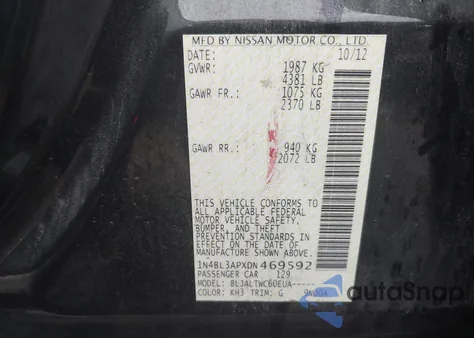 MFD BY NISSAN MOTOR CO., LTD.
DATE: 10/12
GVWR: 1987 KG
4381 LB
GAWR FR.: 1075 KG
2370 LB
GAWR RR.: 940 KG
2072 LB
THIS VEHICLE CONFORMS TO
ALL APPLICABLE FEDERAL
MOTOR VEHICLE SAFETY,
BUMPER, AND THEFT
PREVENTION STANDARDS IN
EFFECT ON THE DATE OF
MANUFACTURE SHOWN ABOVE.
1N4BL3APXDN469592
PASSENGER CAR 129
MODEL: BLJALTWC60EUA-----
COLOR: KH3 TRIM: G
autoSnap